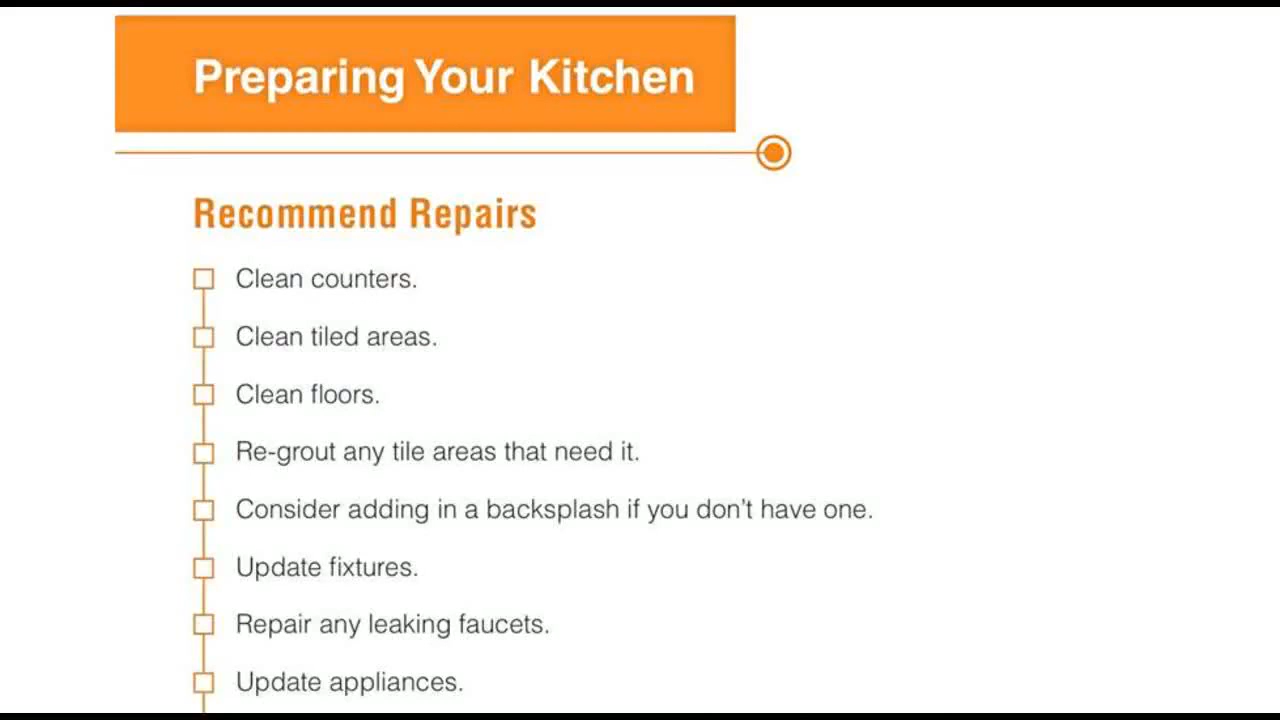 Preparing Your Kitchen
Recommend Repairs
Clean counters.
Clean tiled areas.
Clean floors.
Re-grout any tile areas that need it.
Consider adding in a backsplash if you don't have one.
Update fixtures.
Repair any leaking faucets.
Update appliances.